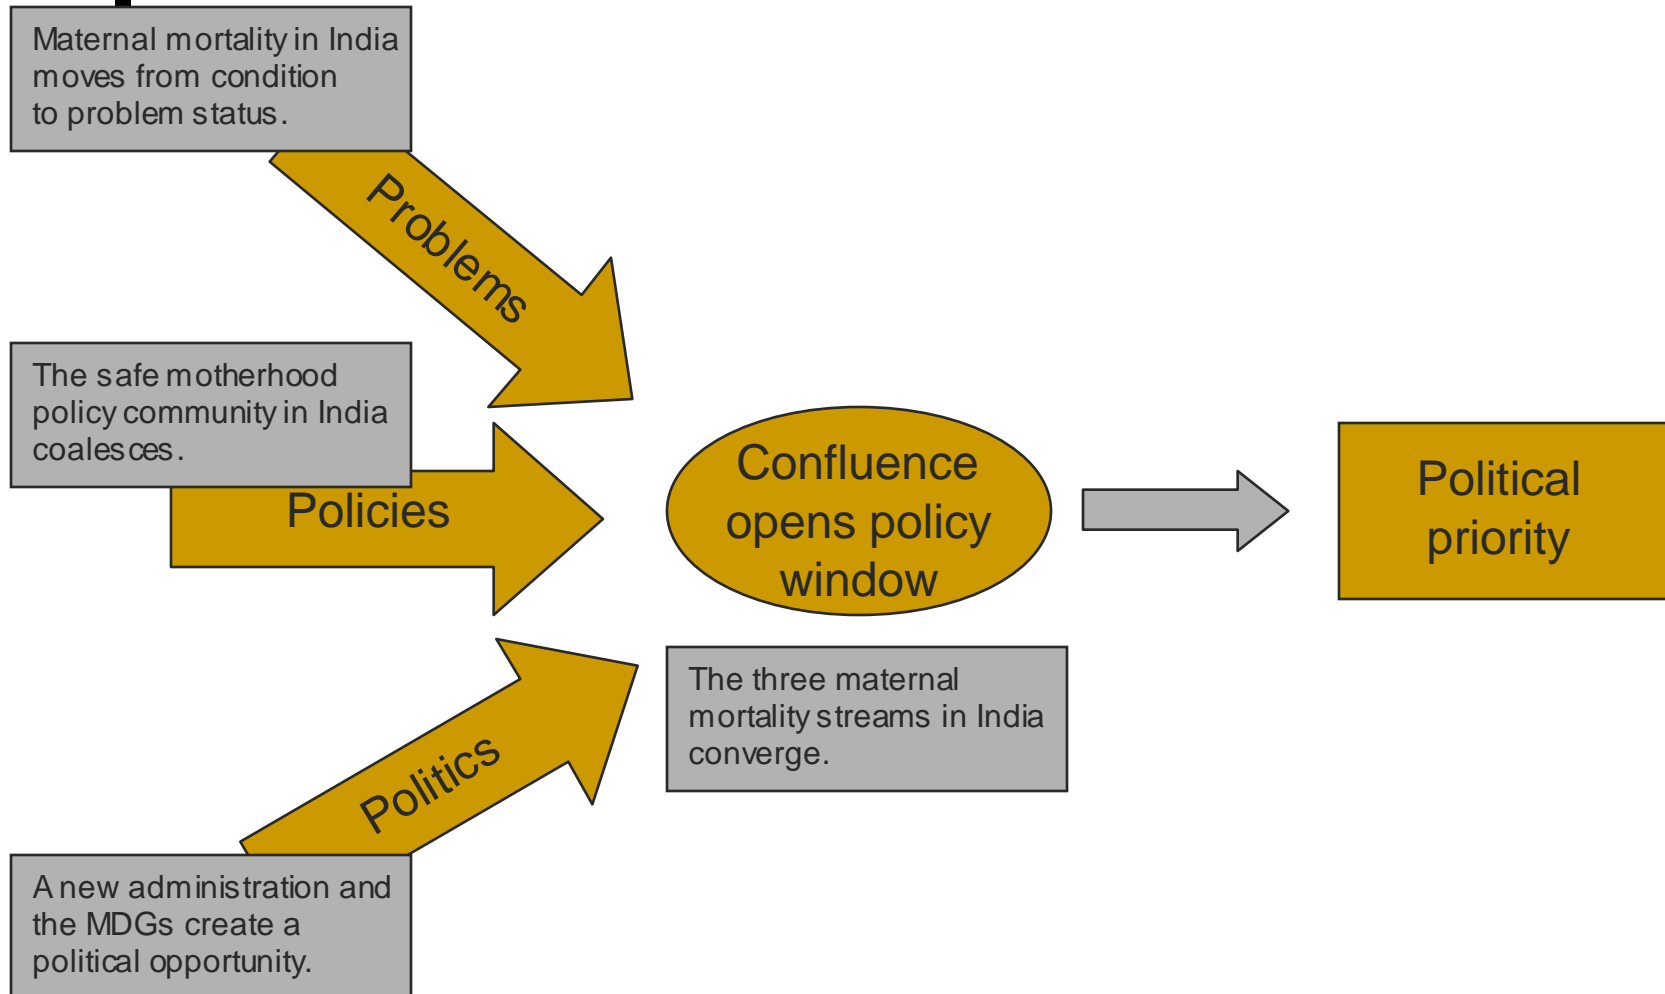 Maternal mortality in India
moves from condition
to problem status.
Problems
The safe motherhood
policy community in India
coalesces.
Policies
Confluence
opens policy
window
Political
priority
The three maternal
mortality streams in India
converge.
Politics
A new administration and
the MDGs create a
political opportunity.